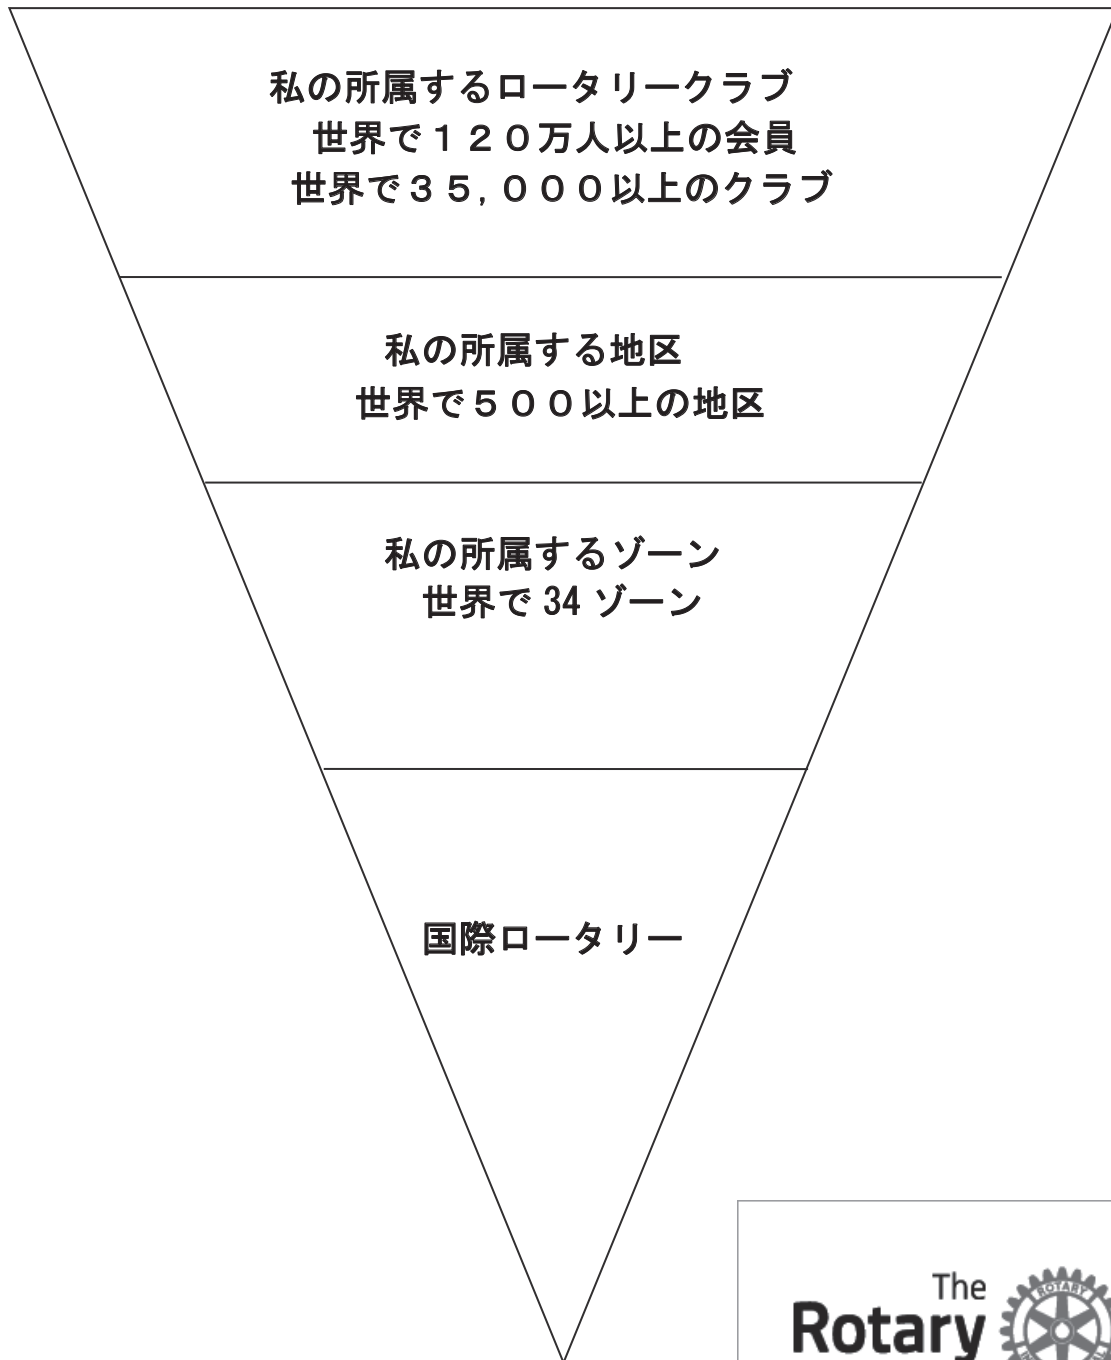 私の所属するロータリークラブ
世界で１２０万人以上の会員
世界で３５，０００以上のクラブ
私の所属する地区
世界で５００以上の地区
私の所属するゾーン
世界で 34 ゾーン
国際ロータリー
The
Rotary
ROTARY